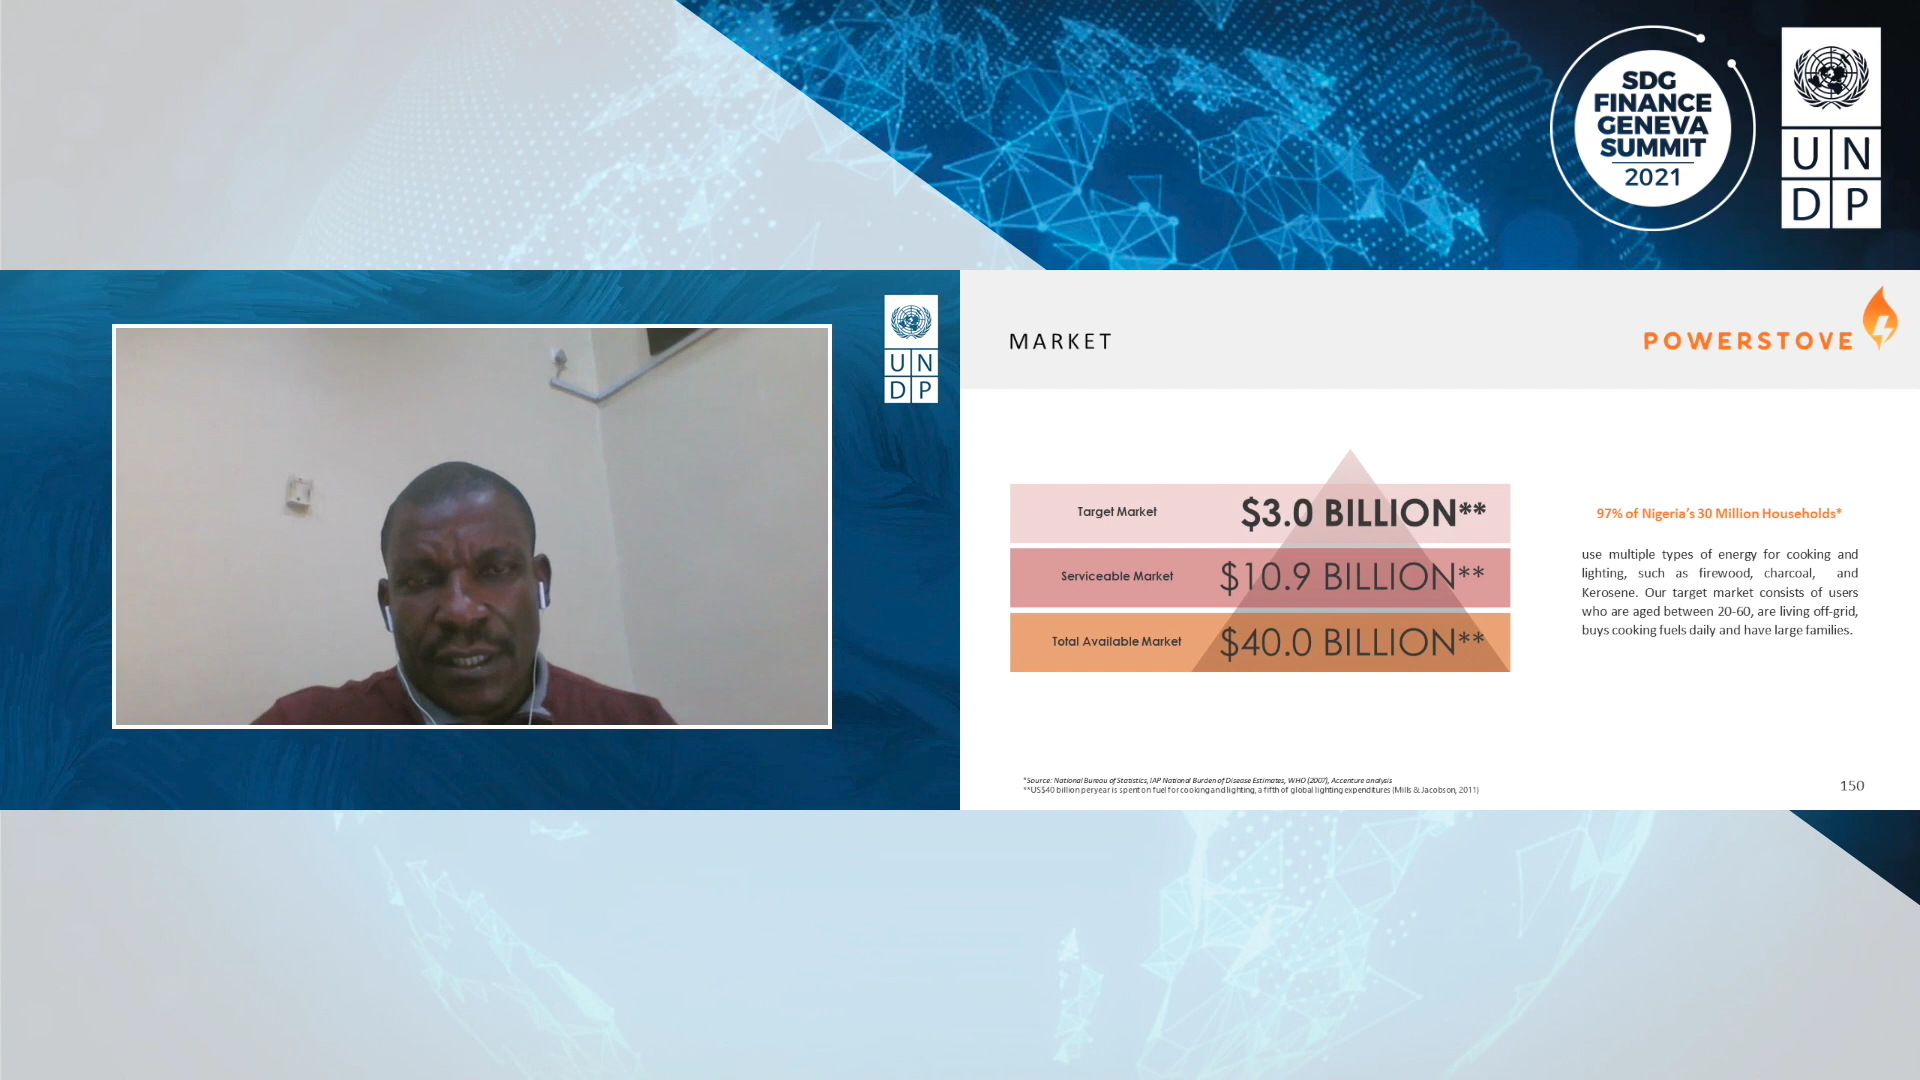 SDG
FINANCE
GENEVA
SUMMIT
2021
U N
D P
U N
D P
MARKET
POWERSTOVE
Target Market $3.0 BILLION**
Serviceable Market $10.9 BILLION**
Total Available Market $40.0 BILLION**
97% of Nigeria's 30 Million Households*
use multiple types of energy for cooking and
lighting, such as firewood, charcoal, and
Kerosene. Our target market consists of users
who are aged between 20-60, are living off-grid,
buys cooking fuels daily and have large families.
*Source: National Bureau of Statistics, IAP National Burden of Disease Estimates, WHO (2007), Accenture analysis
**US$40 billion per year is spent on fuel for cooking and lighting, a fifth of global lighting expenditures (Mills & Jacobson, 2011)
150